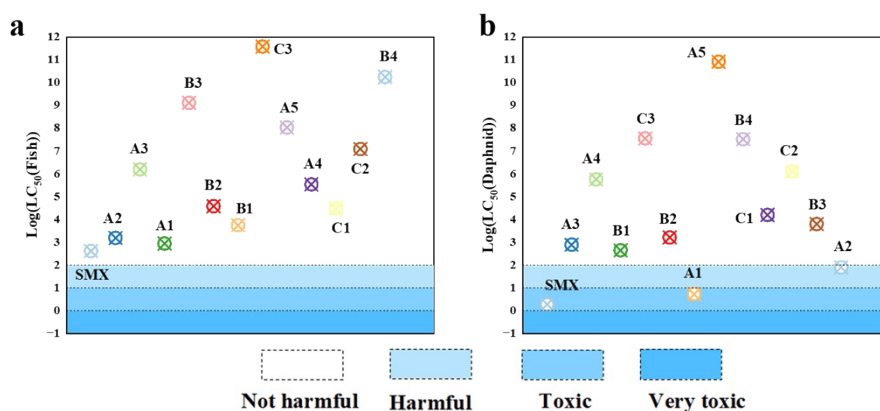 a
Log(LC50(Fish))
12
11
10
9
8
7
6
5
4
3
2
1
0
−1
SMX
A2
A3
A1
B3
B2
B1
C3
A5
A4
C1
C2
B4
b
Log(LC50(Daphnid))
12
11
10
9
8
7
6
5
4
3
2
1
0
−1
SMX
A3
A4
B1
C3
B2
A1
A5
B4
C1
C2
B3
A2
Not harmful
Harmful
Toxic
Very toxic